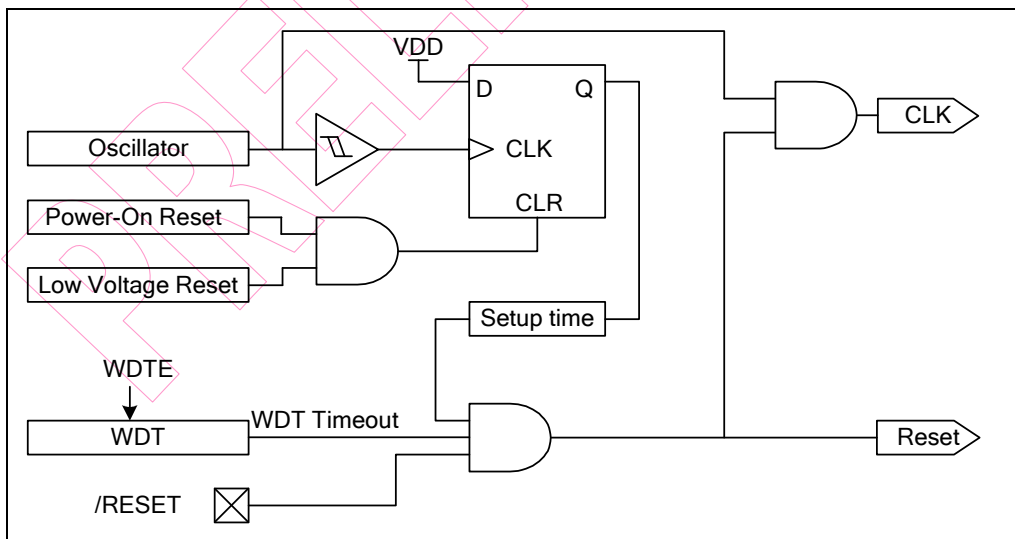 VDD
D
Q
CLK
Oscillator
CLK
CLR
Power-On Reset
Low Voltage Reset
Setup time
WDTE
WDT Timeout
WDT
Reset
/RESET